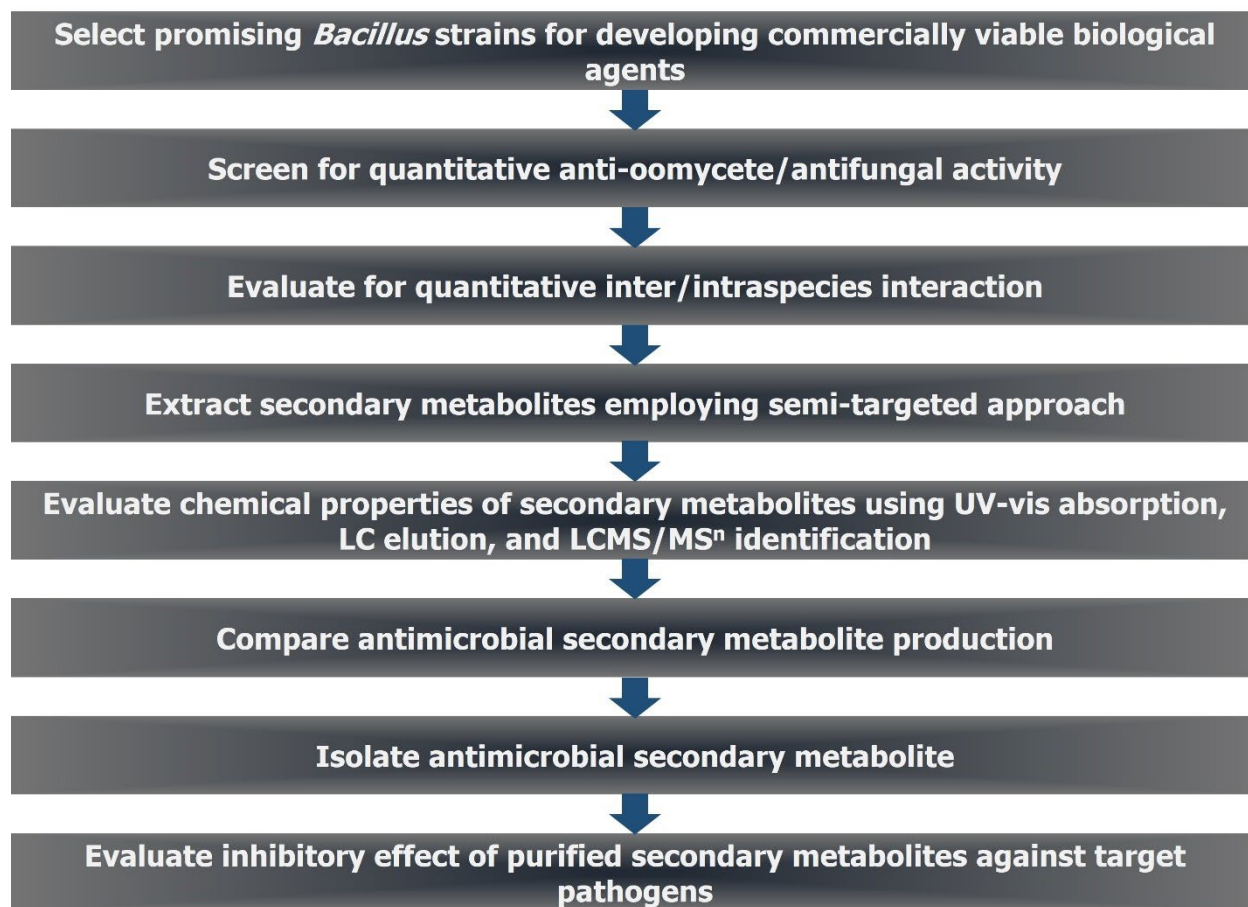 Select promising Bacillus strains for developing commercially viable biological
agents
Screen for quantitative anti-oomycete/antifungal activity
Evaluate for quantitative inter/intraspecies interaction
Extract secondary metabolites employing semi-targeted approach
Evaluate chemical properties of secondary metabolites using UV-vis absorption,
LC elution, and LCMS/MSⁿ identification
Compare antimicrobial secondary metabolite production
Isolate antimicrobial secondary metabolite
Evaluate inhibitory effect of purified secondary metabolites against target
pathogens